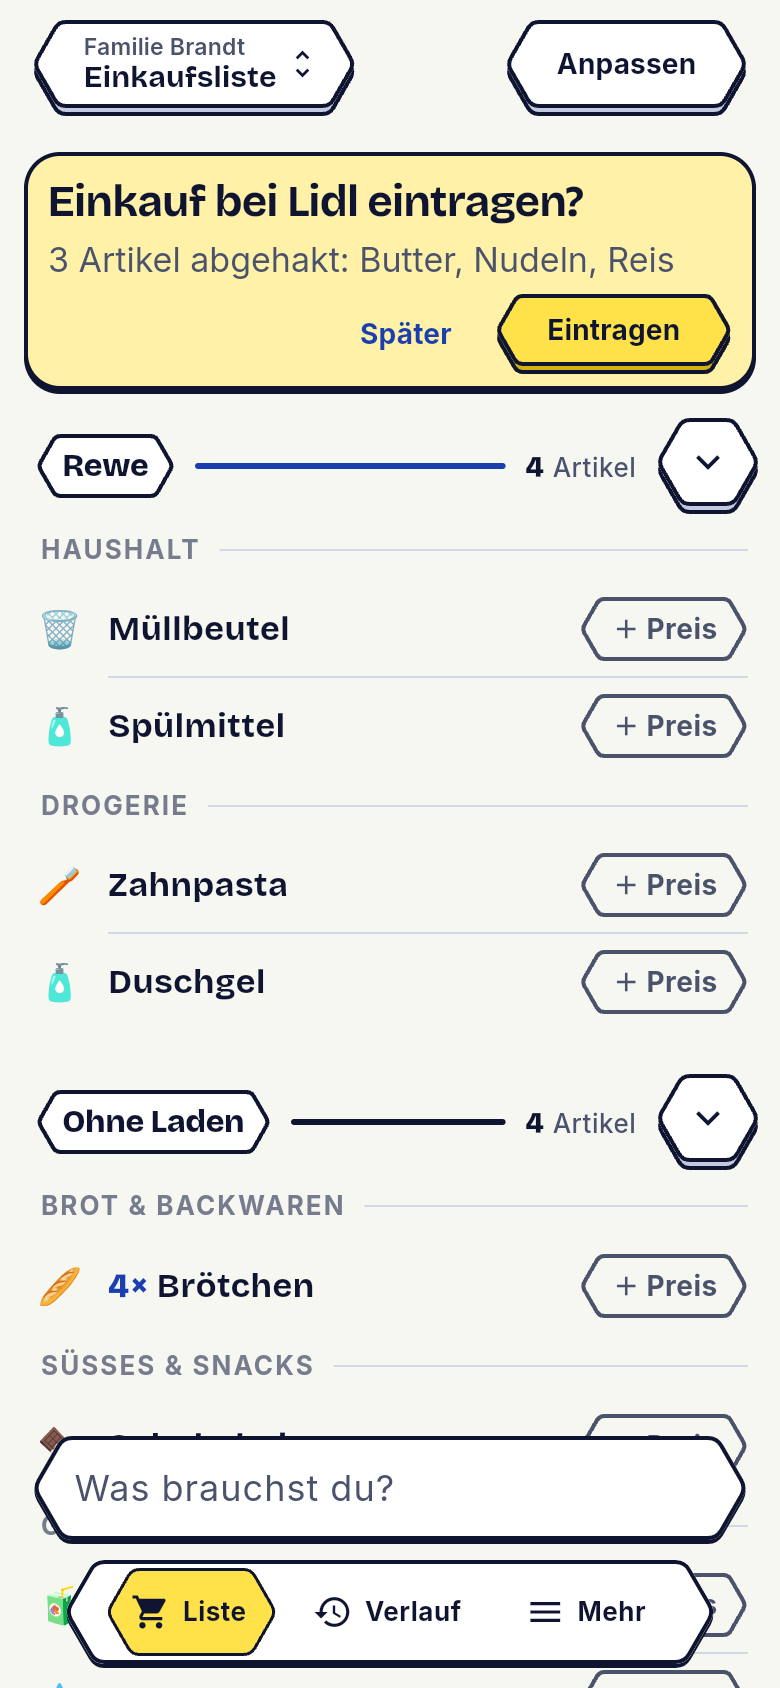 Familie Brandt
Einkaufsliste
Anpassen
Einkauf bei Lidl eintragen?
3 Artikel abgehakt: Butter, Nudeln, Reis
Später
Eintragen
Rewe
4 Artikel
HAUSHALT
Müllbeutel
+ Preis
Spülmittel
+ Preis
DROGERIE
Zahnpasta
+ Preis
Duschgel
+ Preis
Ohne Laden
4 Artikel
BROT & BACKWAREN
4× Brötchen
+ Preis
SÜSSES & SNACKS
Was brauchst du?
Liste
Verlauf
Mehr